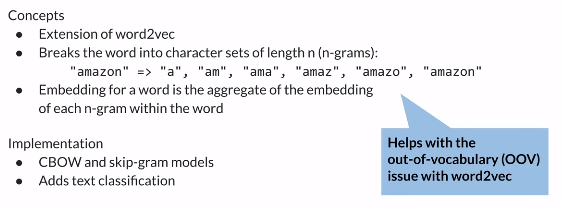 Concepts
● Extension of word2vec
● Breaks the word into character sets of length n (n-grams):
"amazon" => "a", "am", "ama", "amaz", "amazo", "amazon"
● Embedding for a word is the aggregate of the embedding
of each n-gram within the word
Implementation
● CBOW and skip-gram models
● Adds text classification
Helps with the
out-of-vocabulary (OOV)
issue with word2vec